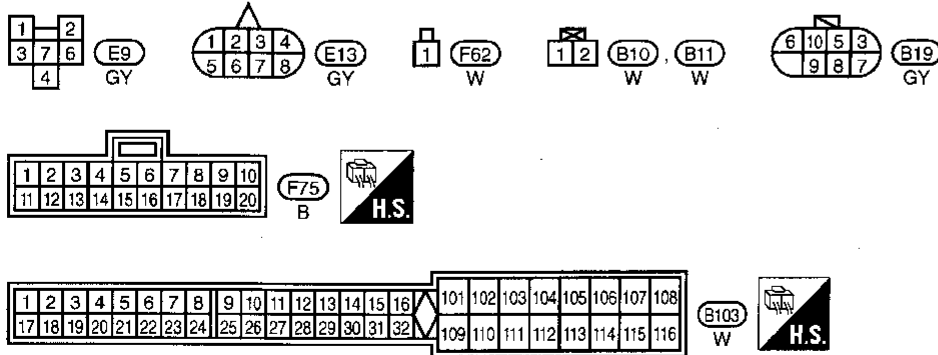 1 2
3 7 6 E9
4 GY
1 2 3 4
5 6 7 8 E13
GY
1 F62
W
1 2 B10 , B11
W W
6 10 5 3 B19
9 8 7 GY
1 2 3 4 5 6 7 8 9 10
11 12 13 14 15 16 17 18 19 20
F75
B
H.S.
1 2 3 4 5 6 7 8 9 10 11 12 13 14 15 16 101 102 103 104 105 106 107 108
17 18 19 20 21 22 23 24 25 26 27 28 29 30 31 32 109 110 111 112 113 114 115 116
B103
W
H.S.